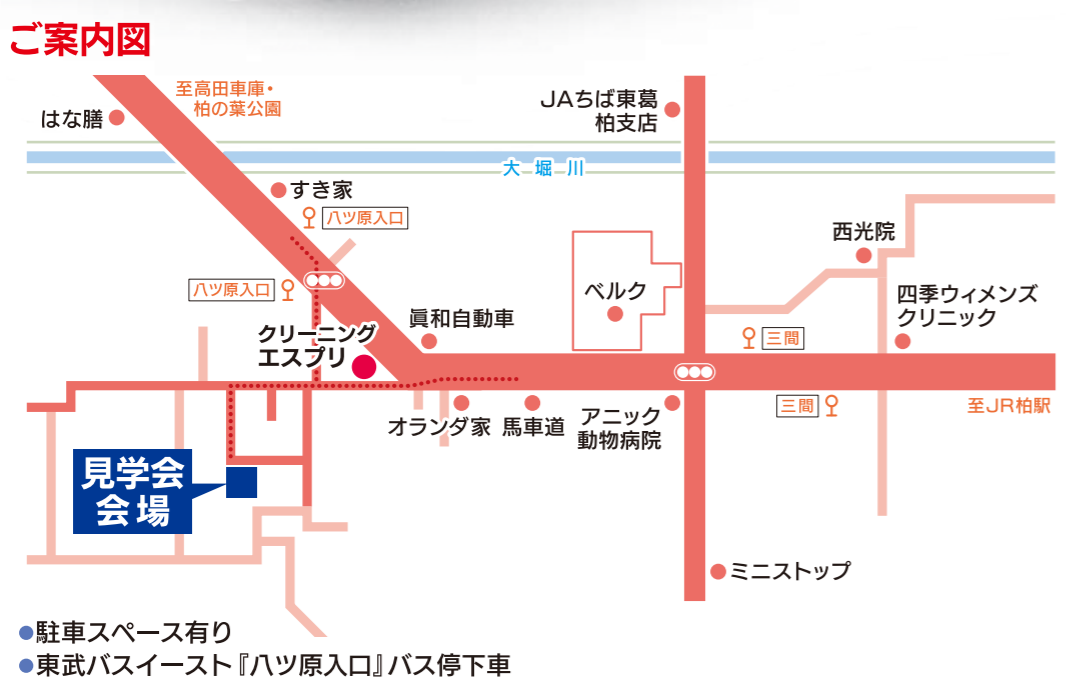 ご案内図
至高田車庫・
柏の葉公園
はな膳
JAちば東葛
柏支店
大堀川
すき家
八ツ原入口
西光院
八ツ原入口
ベルク
四季ウィメンズ
クリニック
眞和自動車
クリーニング
エスプリ
三間
三間
至JR柏駅
オランダ家
馬車道
アニック
動物病院
見学会
会場
ミニストップ
●駐車スペース有り
●東武バスイースト『八ツ原入口』バス停下車